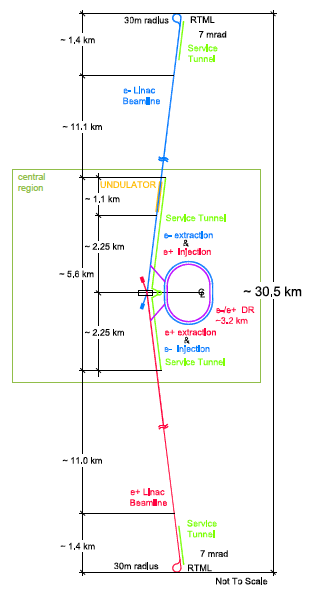 30m radius
RTML
~ 1.4 km
7 mrad
Service
Tunnel
e- Linac
Beamline
~ 11.1 km
central
region
UNDULATOR
~ 1.1 km
Service Tunnel
~ 2.25 km
e- extraction
&
e+ injection
~ 5.6 km
~ 30,5 km
e-/e+ DR
~3.2 km
e+ extraction
&
e- injection
~ 2.25 km
Service Tunnel
~ 11.0 km
e+ Linac
Beamline
Service
Tunnel
~ 1.4 km
7 mrad
30m radius
RTML
Not To Scale